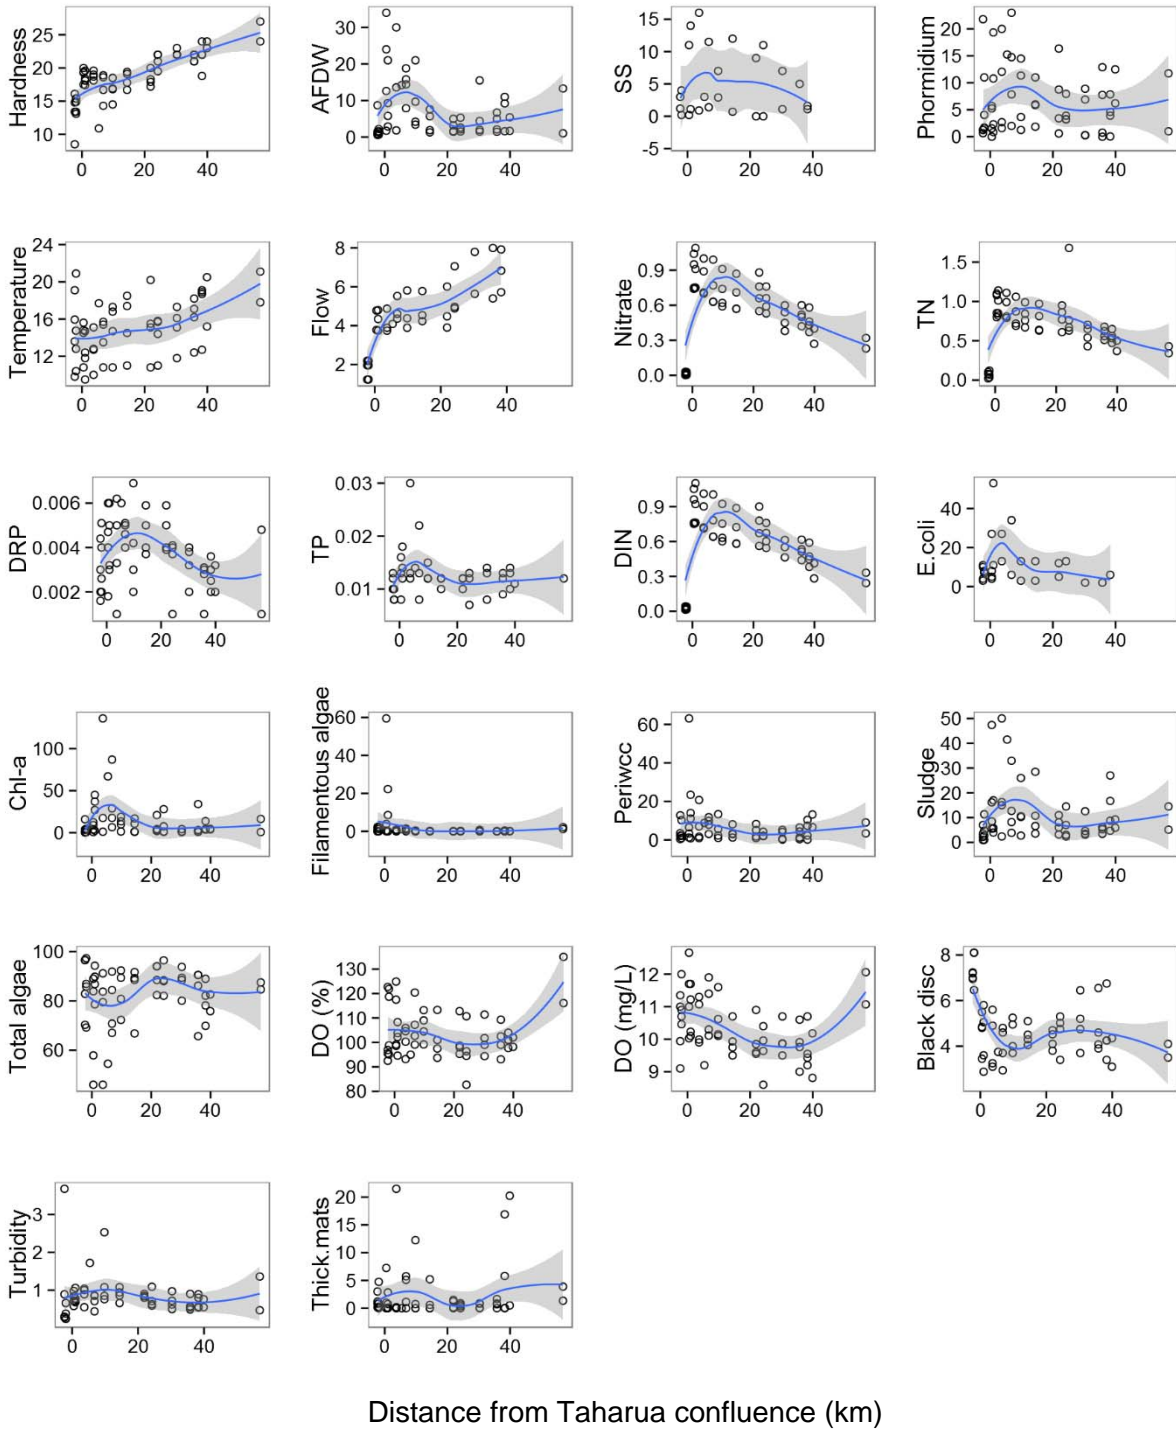 Hardness
25
20
15
10
0 20 40
AFDW
30
20
10
0
0 20 40
SS
15
10
5
0
-5
0 20 40
Phormidium
20
15
10
5
0
0 20 40
Temperature
24
20
16
12
0 20 40
Flow
8
6
4
2
0 20 40
Nitrate
0.9
0.6
0.3
0.0
0 20 40
TN
1.5
1.0
0.5
0.0
0 20 40
DRP
0.006
0.004
0.002
0 20 40
TP
0.03
0.02
0.01
0 20 40
DIN
0.9
0.6
0.3
0.0
0 20 40
E.coli
40
20
0
0 20 40
Chl-a
100
50
0
0 20 40
Filamentous algae
60
40
20
0
0 20 40
Periwcc
60
40
20
0
0 20 40
Sludge
50
40
30
20
10
0
0 20 40
Total algae
100
80
60
0 20 40
DO (%)
130
120
110
100
90
80
0 20 40
DO (mg/L)
12
11
10
9
0 20 40
Black disc
8
6
4
0 20 40
Turbidity
3
2
1
0 20 40
Thick.mats
20
15
10
5
0
0 20 40
Distance from Taharua confluence (km)